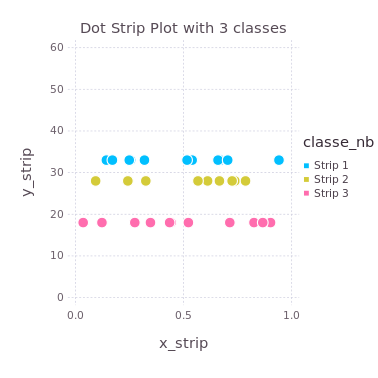 Dot Strip Plot with 3 classes
60
50
40
30
20
10
0
y_strip
0.0
0.5
1.0
x_strip
classe_nb
Strip 1
Strip 2
Strip 3